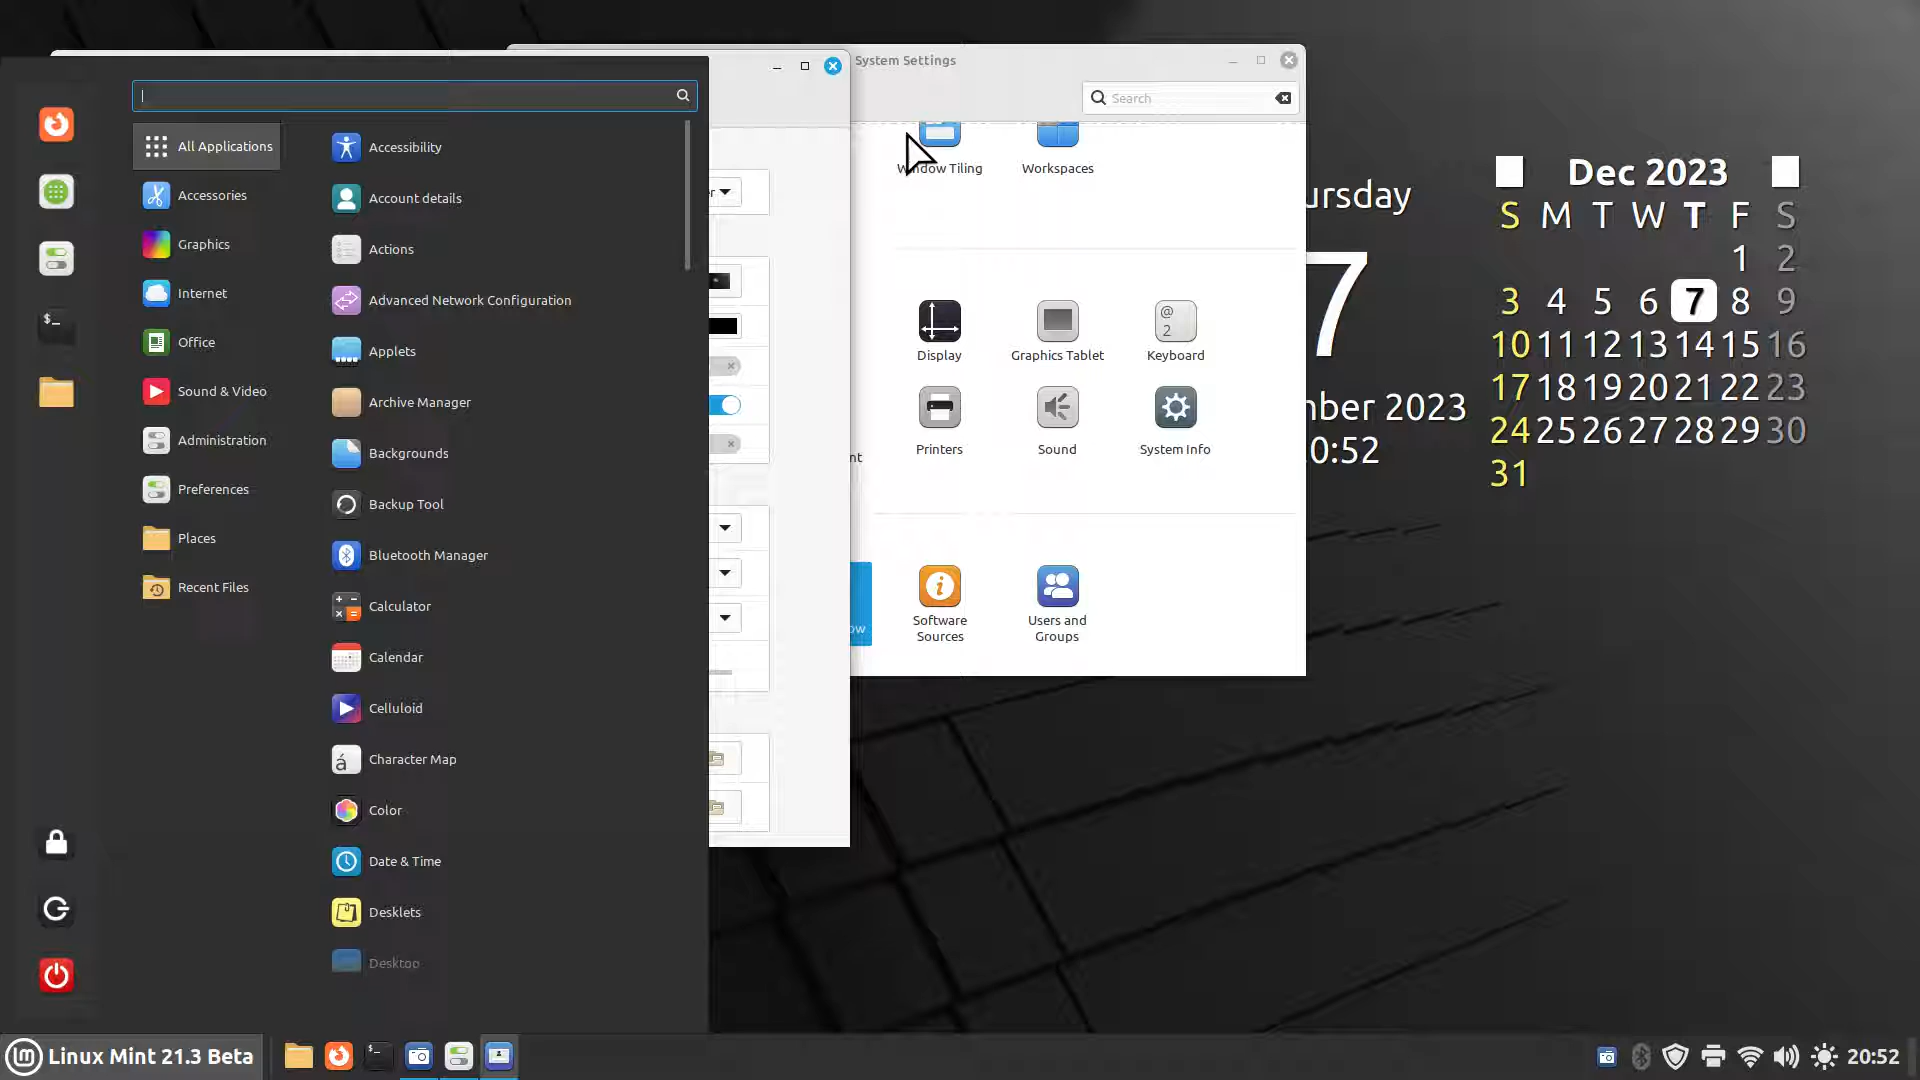 All Applications
Accessories
Graphics
Internet
Office
Sound & Video
Administration
Preferences
Places
Recent Files
Accessibility
Account details
Actions
Advanced Network Configuration
Applets
Archive Manager
Backgrounds
Backup Tool
Bluetooth Manager
Calculator
Calendar
Celluloid
Character Map
Color
Date & Time
Desklets
Desktop
System Settings
Search
Window Tiling
Workspaces
Display
Graphics Tablet
Keyboard
Printers
Sound
System Info
nt
ow
Software
Sources
Users and
Groups
ursday
7
mber 2023
0:52
Dec 2023
S M T W T F S
1 2
3 4 5 6 7 8 9
10 11 12 13 14 15 16
17 18 19 20 21 22 23
24 25 26 27 28 29 30
31
Linux Mint 21.3 Beta
20:52